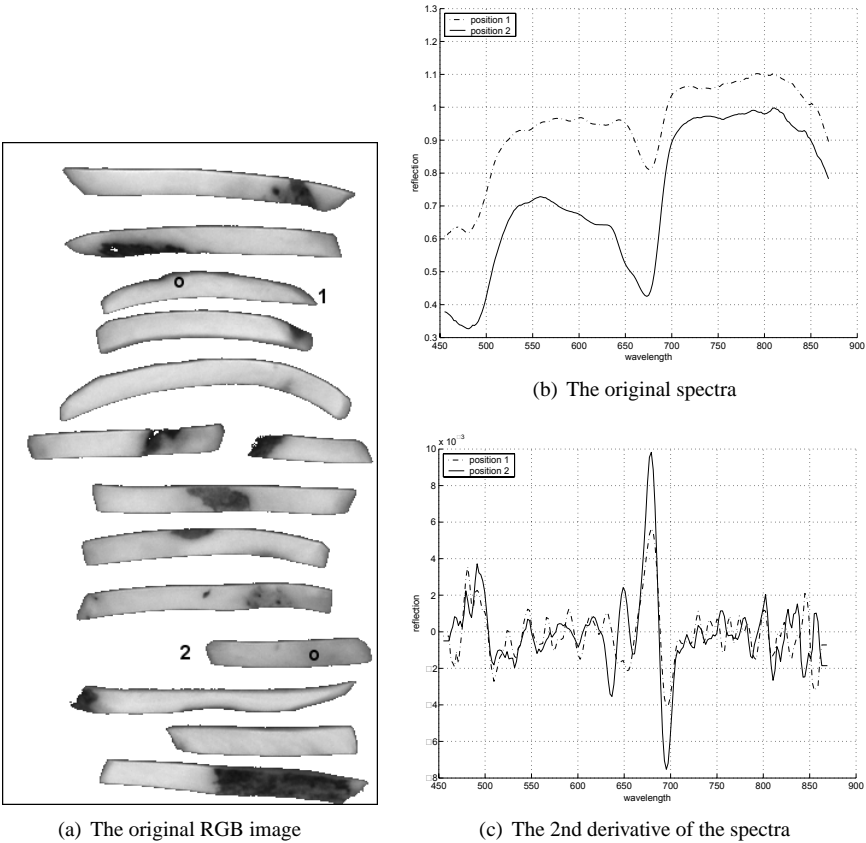 1
2
(a) The original RGB image
1.3
1.2
1.1
1
0.9
0.8
0.7
0.6
0.5
0.4
0.3
450 500 550 600 650 700 750 800 850 900
reflection
wavelength
position 1
position 2
(b) The original spectra
x 10□3
10
8
6
4
2
0
□2
□4
□6
□8
450 500 550 600 650 700 750 800 850 900
reflection
wavelength
position 1
position 2
(c) The 2nd derivative of the spectra